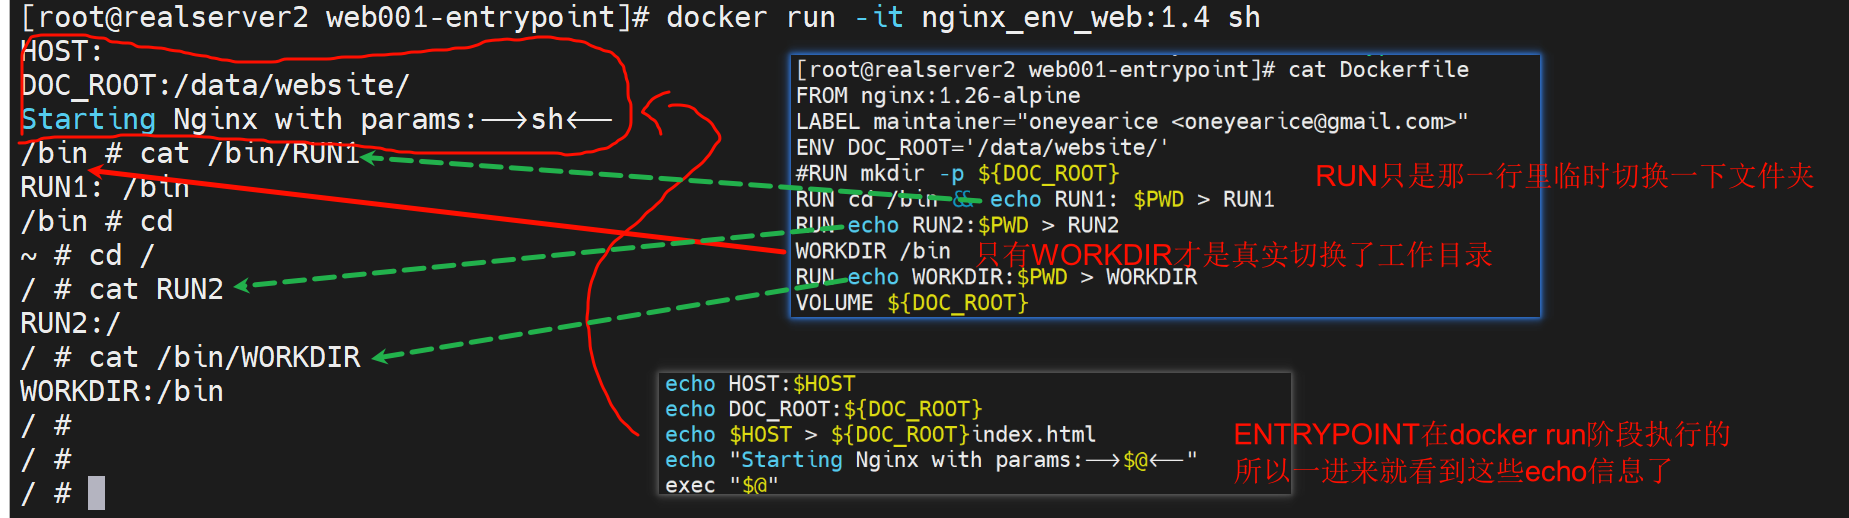 [root@realserver2 web001-entrypoint]# docker run -it nginx_env_web:1.4 sh
HOST:
DOC_ROOT:/data/website/
Starting Nginx with params:-->sh<--
/bin # cat /bin/RUN1
RUN1: /bin
/bin # cd
~ # cd /
/ # cat RUN2
RUN2:/
/ # cat /bin/WORKDIR
WORKDIR:/bin
/ #
/ #
/ #
[root@realserver2 web001-entrypoint]# cat Dockerfile
FROM nginx:1.26-alpine
LABEL maintainer="oneyearice <oneyearice@gmail.com>"
ENV DOC_ROOT='/data/website/'
#RUN mkdir -p ${DOC_ROOT}
RUN cd /bin && echo RUN1: $PWD > RUN1
RUN echo RUN2:$PWD > RUN2
WORKDIR /bin
RUN echo WORKDIR:$PWD > WORKDIR
VOLUME ${DOC_ROOT}
RUN只是那一行里临时切换一下文件夹
只有WORKDIR才是真实切换了工作目录
echo HOST:$HOST
echo DOC_ROOT:${DOC_ROOT}
echo $HOST > ${DOC_ROOT}index.html
echo "Starting Nginx with params:-->$@<--"
exec "$@"
ENTRYPOINT在docker run阶段执行的
所以一进来就看到这些echo信息了